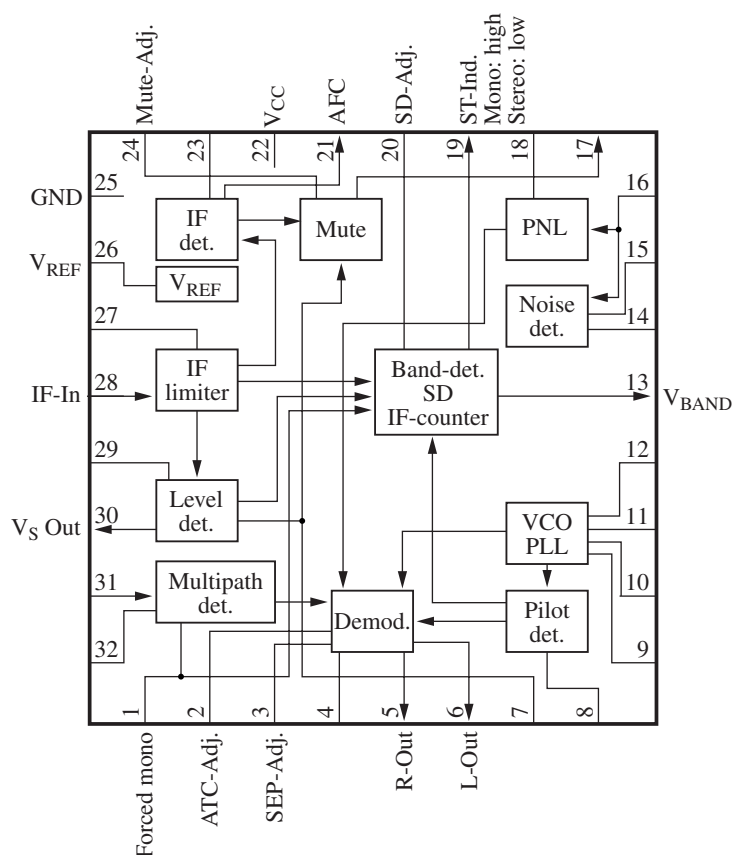 Mute-Adj.
VCC
AFC
SD-Adj.
ST-Ind.
Mono: high
Stereo: low
24
23
22
21
20
19
18
17
GND
25
16
IF
det.
Mute
PNL
VREF
26
VREF
15
Noise
det.
27
14
IF-In
28
IF
limiter
Band-det.
SD
IF-counter
13
VBAND
29
12
VS Out
30
Level
det.
VCO
PLL
11
31
Multipath
det.
10
Demod.
Pilot
det.
32
9
1
2
3
4
5
6
7
8
Forced mono
ATC-Adj.
SEP-Adj.
R-Out
L-Out